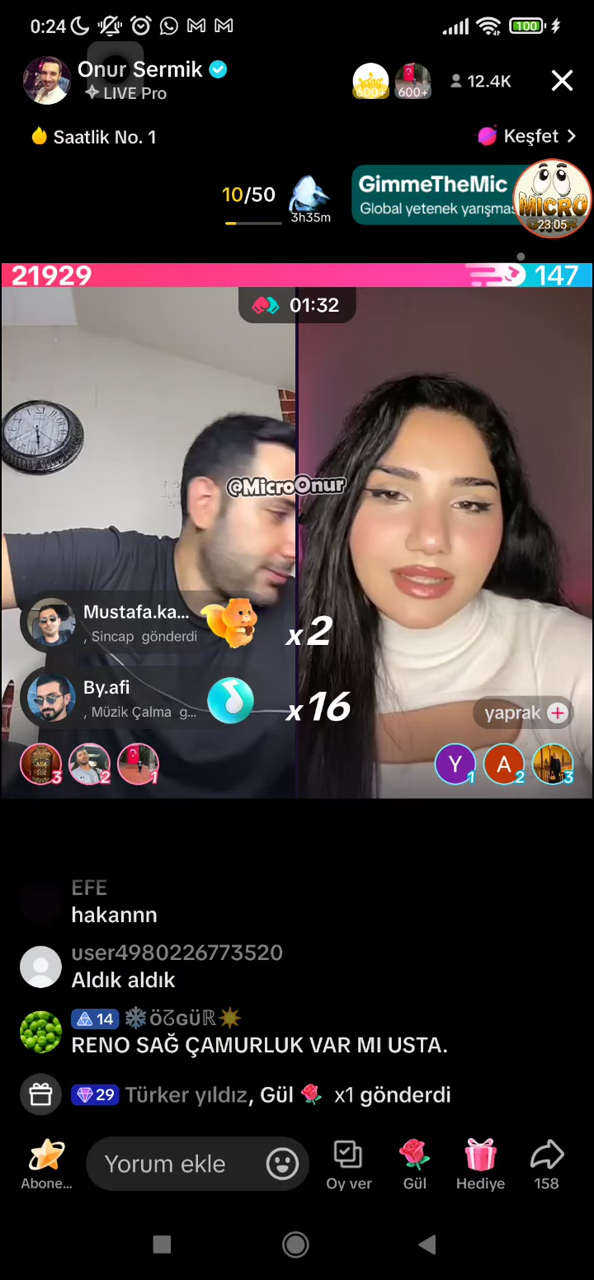 0:24
100
Onur Sermik
LIVE Pro
600+
600+
12.4K
Saatlik No. 1
Keşfet
10/50
3h35m
GimmeTheMic
Global yetenek yarışmas
MICRO
23:05
21929
147
01:32
@MicroOnur
Mustafa.ka...
, Sincap gönderdi
x2
By.afi
, Müzik Çalma g...
x16
yaprak
3
2
1
Y
1
A
2
3
EFE
hakannn
user4980226773520
Aldık aldık
14 ❄öӠɢüℝ☀
RENO SAĞ ÇAMURLUK VAR MI USTA.
29 Türker yıldız, Gül 🌹 x1 gönderdi
Abone...
Yorum ekle
Oy ver
Gül
Hediye
158